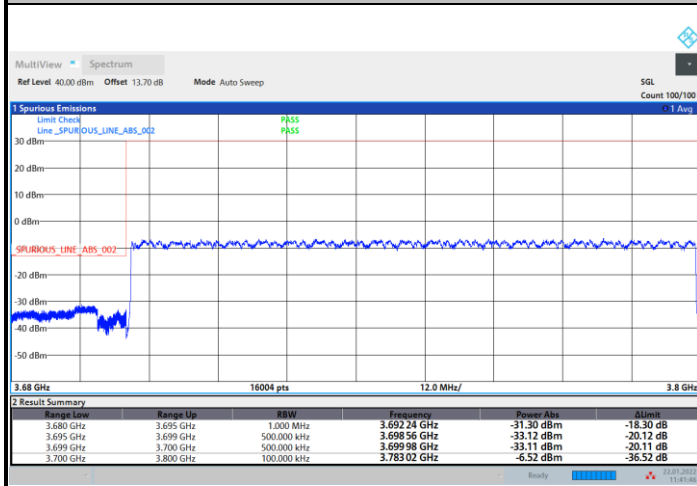 MultiView Spectrum
Ref Level 40.00 dBm Offset 13.70 dB Mode Auto Sweep SGL
Count 100/100
1 Spurious Emissions 1 Avg
Limit Check PASS
Line _SPURIOUS_LINE_ABS_002 PASS
30 dBm
20 dBm
10 dBm
0 dBm
SPURIOUS_LINE_ABS_002
-20 dBm
-30 dBm
-40 dBm
-50 dBm
3.68 GHz 16004 pts 12.0 MHz/ 3.8 GHz
2 Result Summary
Range Low Range Up RBW Frequency Power Abs ΔLimit
3.680 GHz 3.695 GHz 1.000 MHz 3.692 24 GHz -31.30 dBm -18.30 dB
3.695 GHz 3.699 GHz 500.000 kHz 3.698 56 GHz -33.12 dBm -20.12 dB
3.699 GHz 3.700 GHz 500.000 kHz 3.699 98 GHz -33.11 dBm -20.11 dB
3.700 GHz 3.800 GHz 100.000 kHz 3.783 02 GHz -6.52 dBm -36.52 dB
Ready 22.01.2022
11:41:46